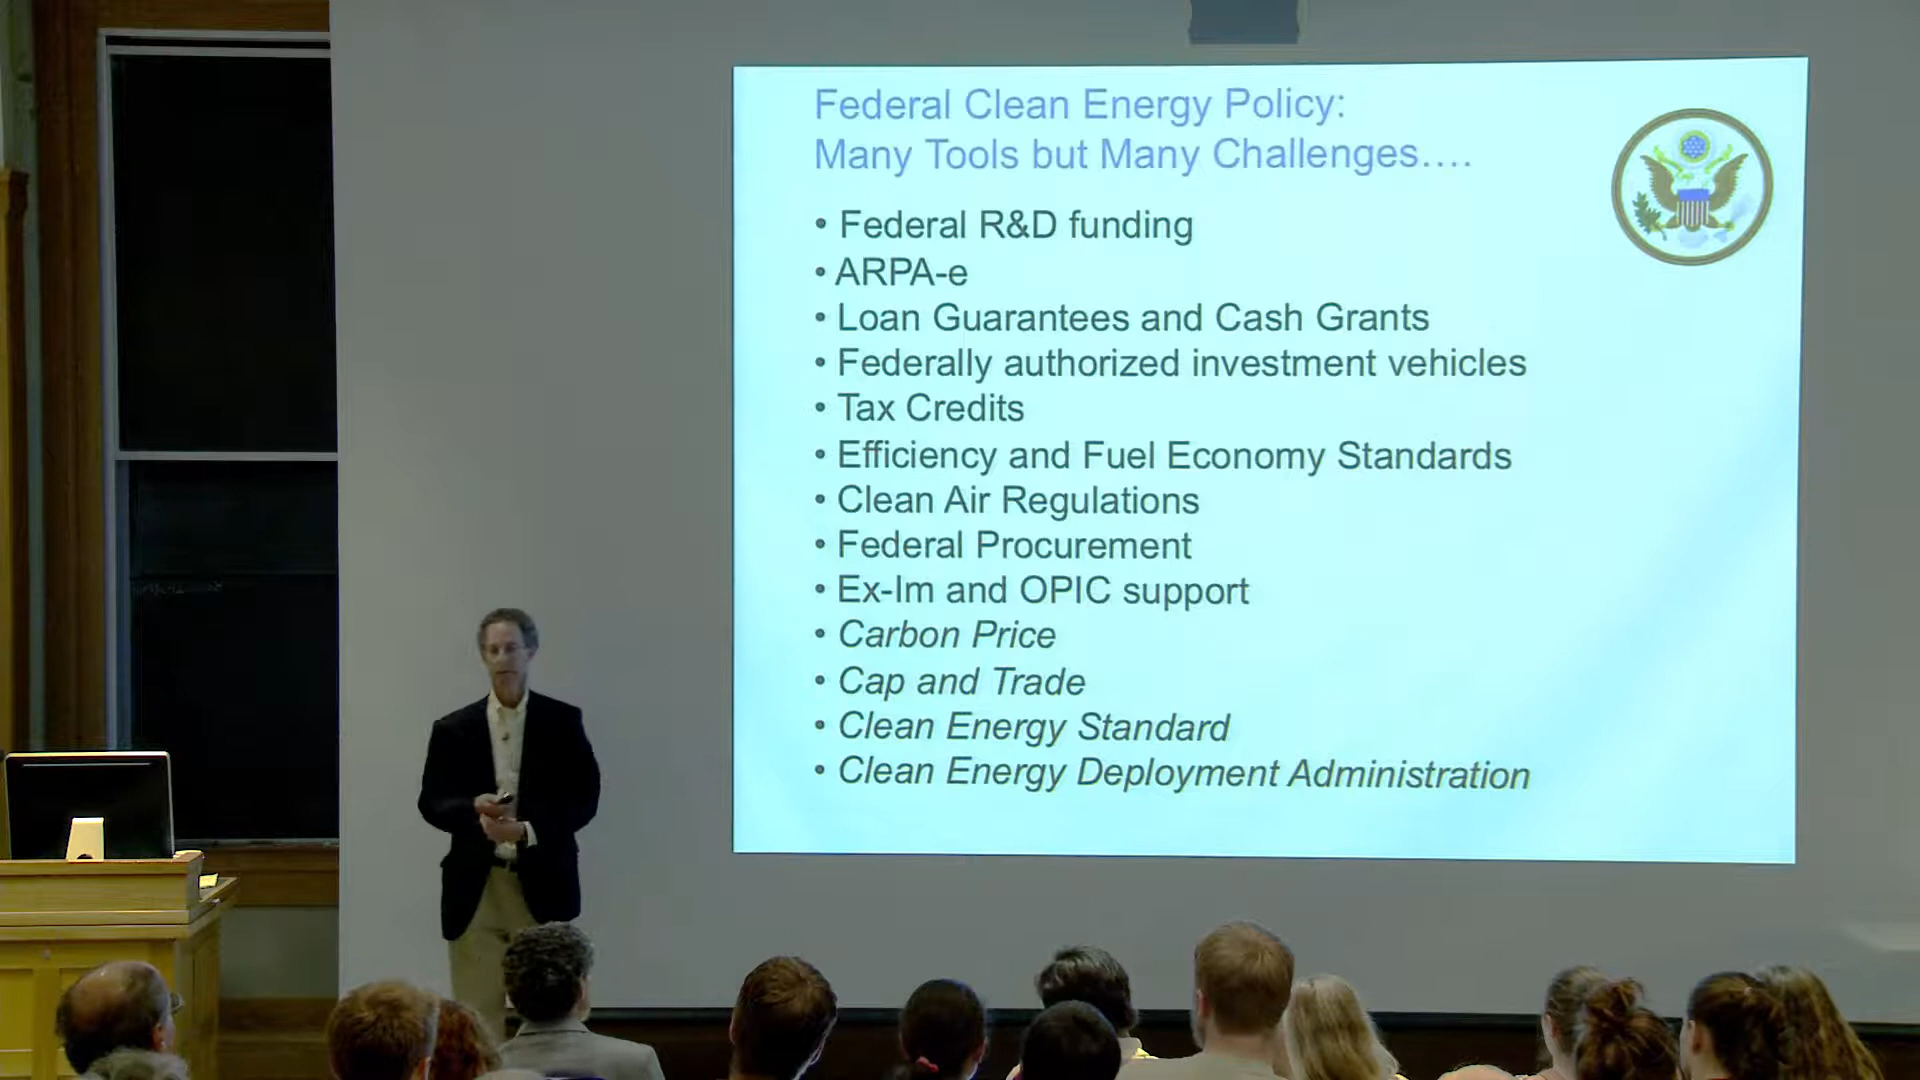 Federal Clean Energy Policy:
Many Tools but Many Challenges....
• Federal R&D funding
• ARPA-e
• Loan Guarantees and Cash Grants
• Federally authorized investment vehicles
• Tax Credits
• Efficiency and Fuel Economy Standards
• Clean Air Regulations
• Federal Procurement
• Ex-Im and OPIC support
• Carbon Price
• Cap and Trade
• Clean Energy Standard
• Clean Energy Deployment Administration